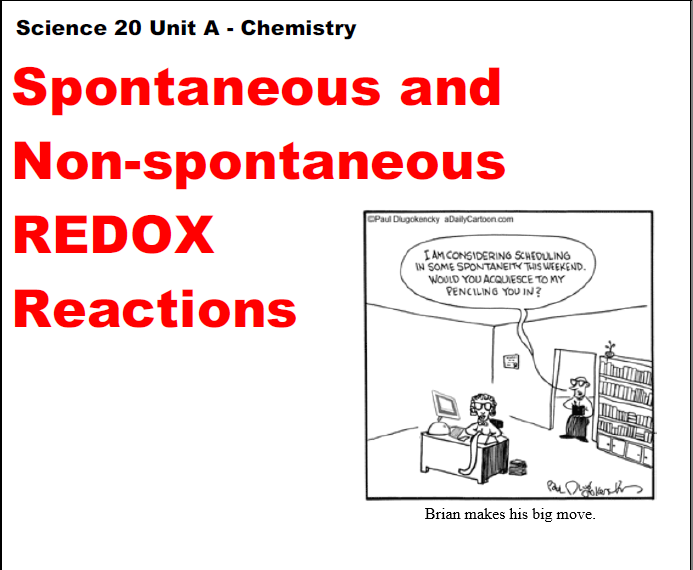 Science 20 Unit A - Chemistry
Spontaneous and
Non-spontaneous
REDOX
Reactions
©Paul Dlugokencky aDailyCartoon.com
I AM CONSIDERING SCHEDULING
IN SOME SPONTANEITY THIS WEEKEND.
WOULD YOU ACQUIESCE TO MY
PENCILING YOU IN?
Brian makes his big move.